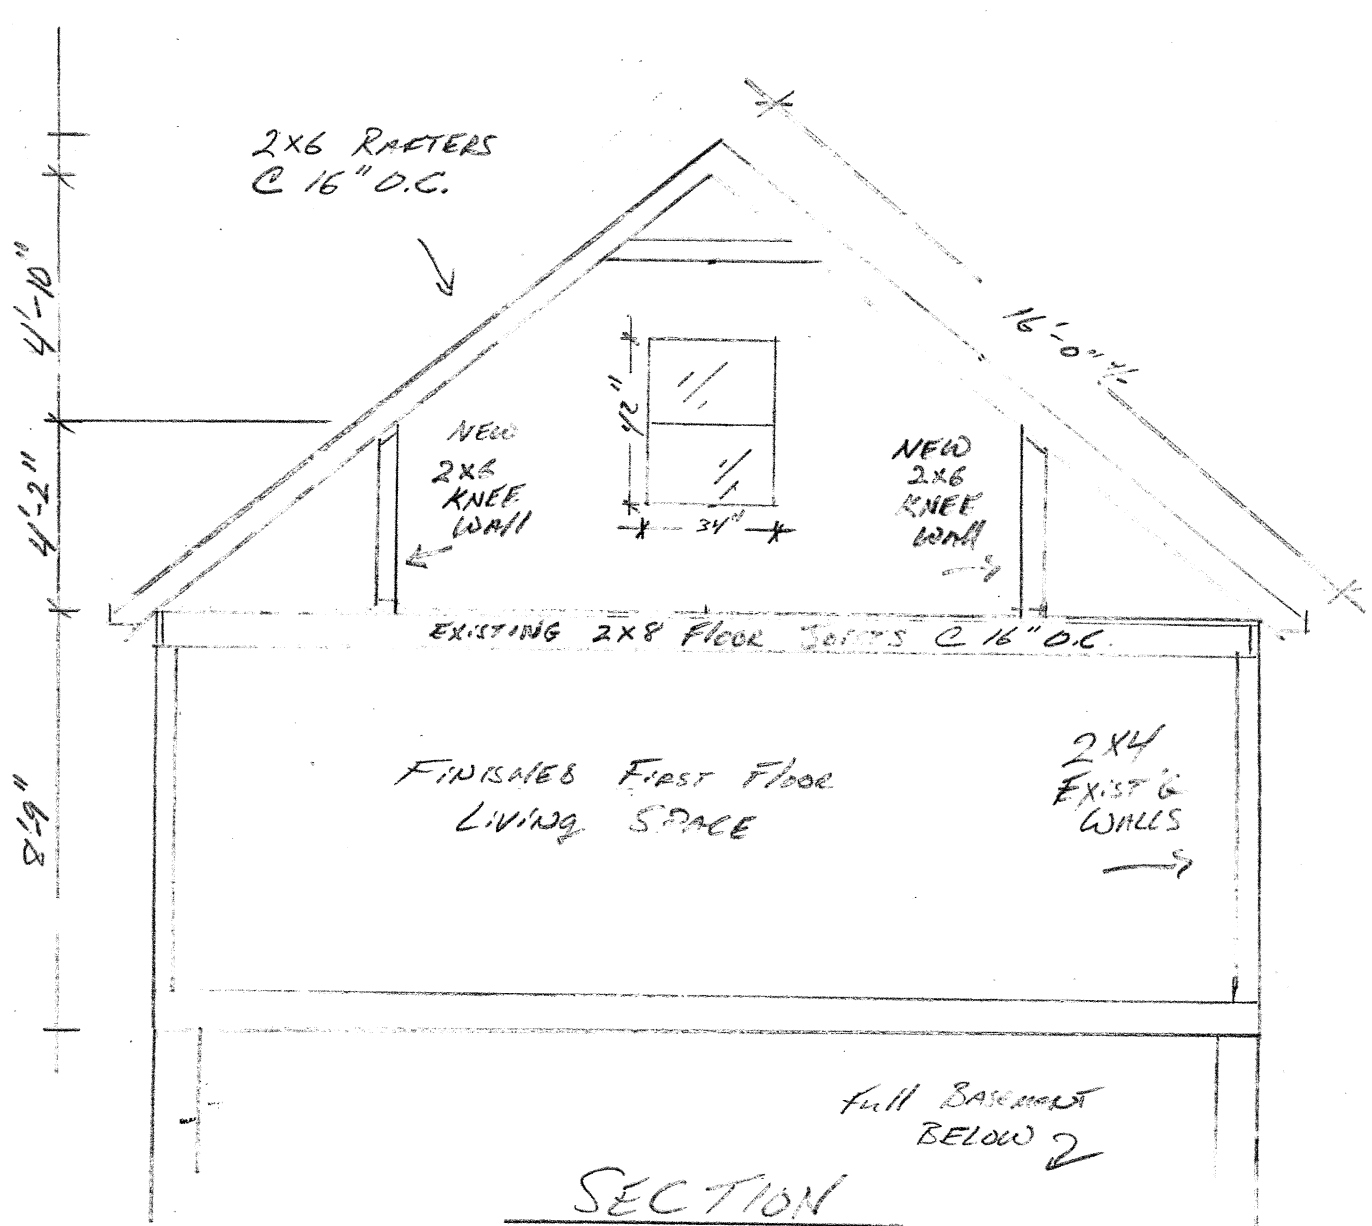 2x6 RAFTERS
C 16" O.C.
4'-10"
16'-0" +/-
42"
NEW
2x6
KNEE
WAll
NEW
2x6
KNEE
WAll
34"
4'-2"
EXISTING 2x8 Floor JOISTS C 16" O.C.
2x4
EXIST'G
WALLS
FINISHED FIRST Floor
LIVING SPACE
8'-9"
Full BASEMENT
BELOW
SECTION